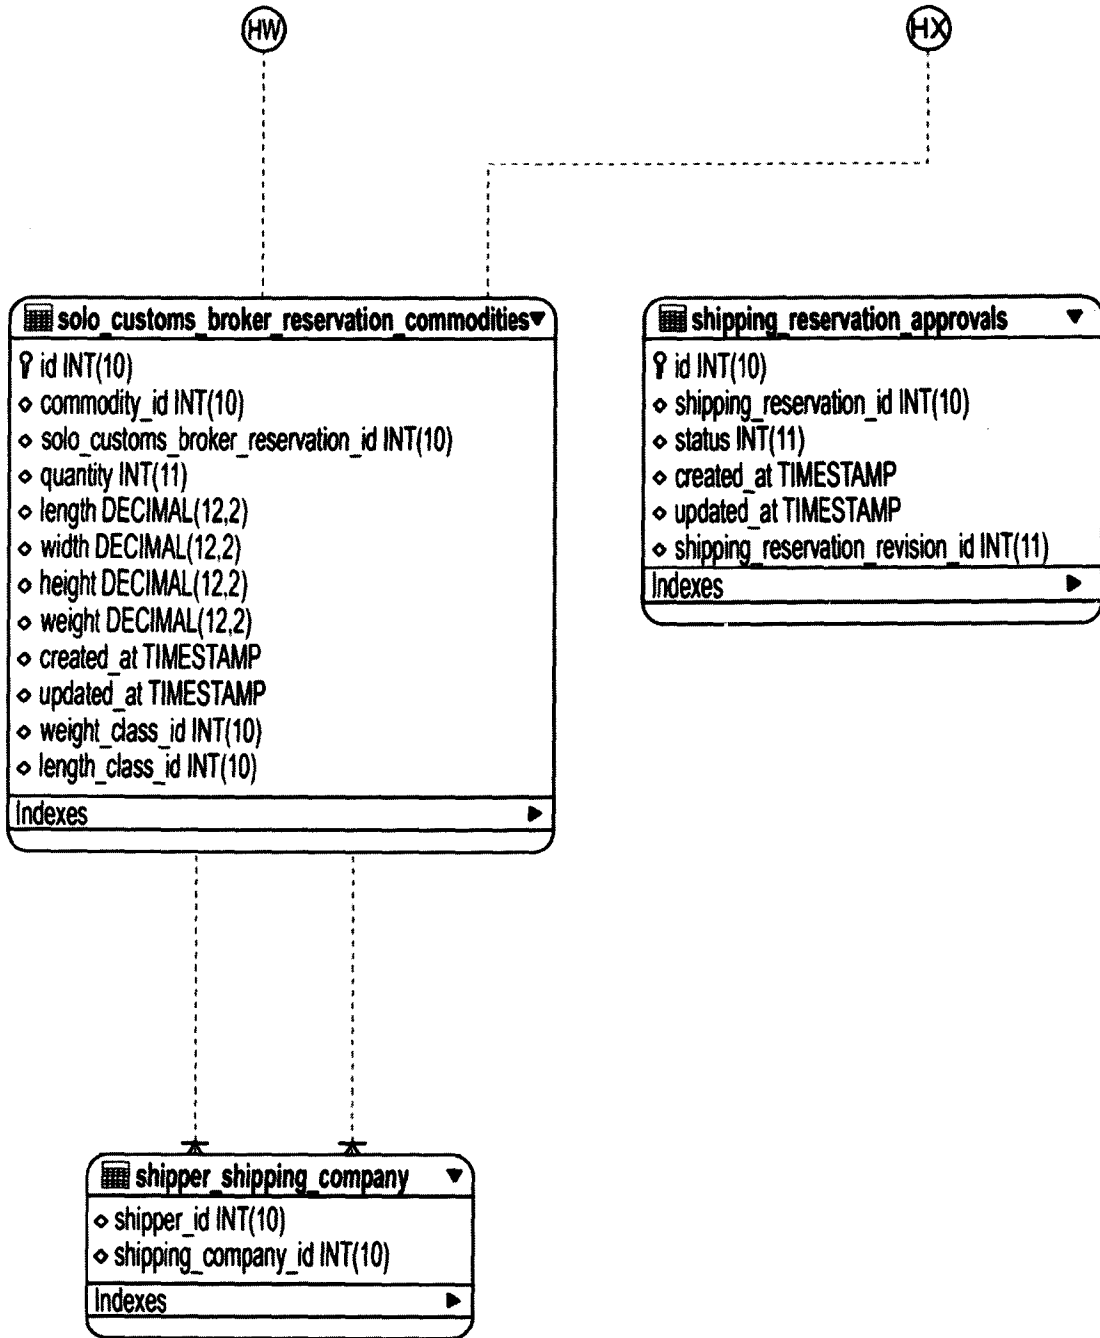 HW
HX
solo_customs_broker_reservation_commodities
id INT(10)
commodity_id INT(10)
solo_customs_broker_reservation_id INT(10)
quantity INT(11)
length DECIMAL(12,2)
width DECIMAL(12,2)
height DECIMAL(12,2)
weight DECIMAL(12,2)
created_at TIMESTAMP
updated_at TIMESTAMP
weight_class_id INT(10)
length_class_id INT(10)
Indexes
shipping_reservation_approvals
id INT(10)
shipping_reservation_id INT(10)
status INT(11)
created_at TIMESTAMP
updated_at TIMESTAMP
shipping_reservation_revision_id INT(11)
Indexes
shipper_shipping_company
shipper_id INT(10)
shipping_company_id INT(10)
Indexes